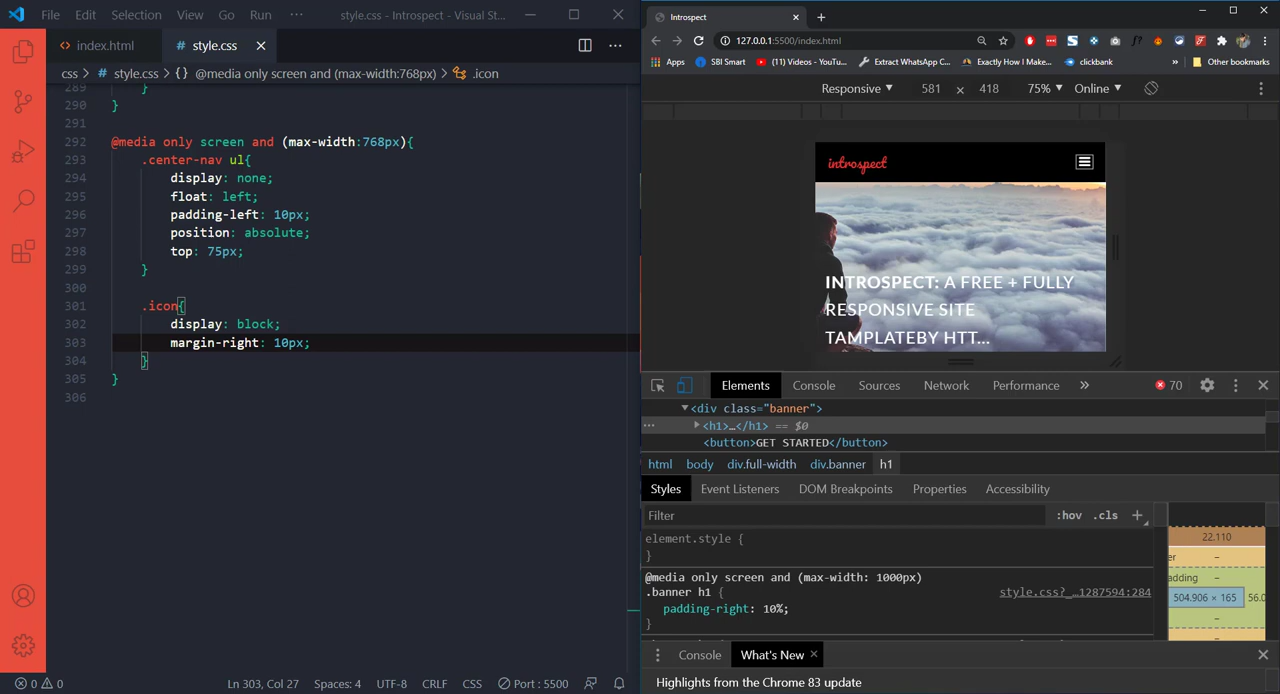 File Edit Selection View Go Run ··· style.css - Introspect - Visual St...
index.html # style.css
css > # style.css > {} @media only screen and (max-width:768px) > .icon
289 }
290 }
291
292 @media only screen and (max-width:768px){
293 .center-nav ul{
294 display: none;
295 float: left;
296 padding-left: 10px;
297 position: absolute;
298 top: 75px;
299 }
300
301 .icon{
302 display: block;
303 margin-right: 10px;
304 }
305 }
306
0 0 Ln 303, Col 27 Spaces: 4 UTF-8 CRLF CSS Port : 5500
Introspect
127.0.0.1:5500/index.html
Apps SBI Smart (11) Videos - YouTu... Extract WhatsApp C... Exactly How I Make... clickbank » Other bookmarks
Responsive 581 × 418 75% Online
introspect
INTROSPECT: A FREE + FULLY
RESPONSIVE SITE
TAMPLATEBY HTT...
Elements Console Sources Network Performance » 70
<div class="banner">
··· <h1>…</h1> == $0
<button>GET STARTED</button>
html body div.full-width div.banner h1
Styles Event Listeners DOM Breakpoints Properties Accessibility
Filter :hov .cls +
element.style {
}
@media only screen and (max-width: 1000px)
.banner h1 { style.css?_…1287594:284
padding-right: 10%;
}
22.110
er –
adding –
504.906 × 165 56.0
–
–
Console What's New
Highlights from the Chrome 83 update